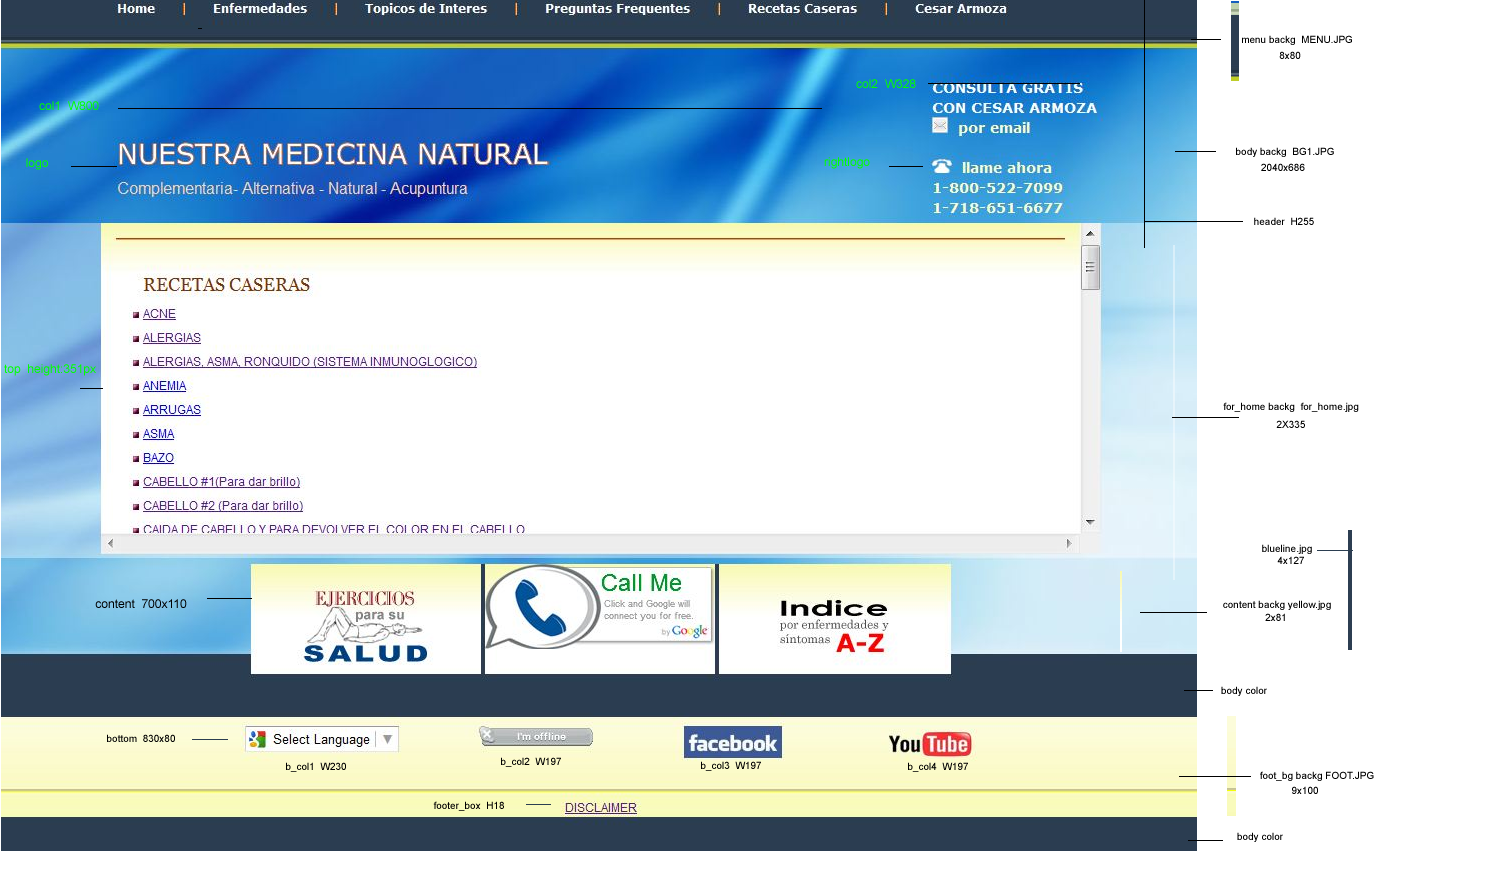 Home | Enfermedades | Topicos de Interes | Preguntas Frequentes | Recetas Caseras | Cesar Armoza
menu backg MENU.JPG
8x80
col2 W328
CONSULTA GRATIS
col1
CON CESAR ARMOZA
por email
body backg BG1.JPG
2040x686
logo
NUESTRA MEDICINA NATURAL
llame ahora
Complementaria- Alternativa - Natural - Acupuntura
1-800-522-7099
1-718-651-6677
header H255
RECETAS CASERAS
ACNE
ALERGIAS
ALERGIAS, ASMA, RONQUIDO (SISTEMA INMUNOGLOGICO)
top height
ANEMIA
ARRUGAS
for_home backg for_home.jpg
2X335
ASMA
BAZO
CABELLO #1(Para dar brillo)
CABELLO #2 (Para dar brillo)
CAIDA DE CABELLO Y PARA DEVOLVER EL COLOR EN EL CABELLO
blueline.jpg
4x127
content 700x110
EJERCICIOS
para su
SALUD
Call Me
Click and Google will
connect you for free.
by Google
Indice
por enfermedades y
síntomas A-Z
content backg yellow.jpg
2x81
body color
bottom 830x80
Select Language
I'm offline
facebook
YouTube
b_col1 W230
b_col2 W197
b_col3 W197
b_col4 W197
foot_bg backg FOOT.JPG
9x100
footer_box H18
DISCLAIMER
body color